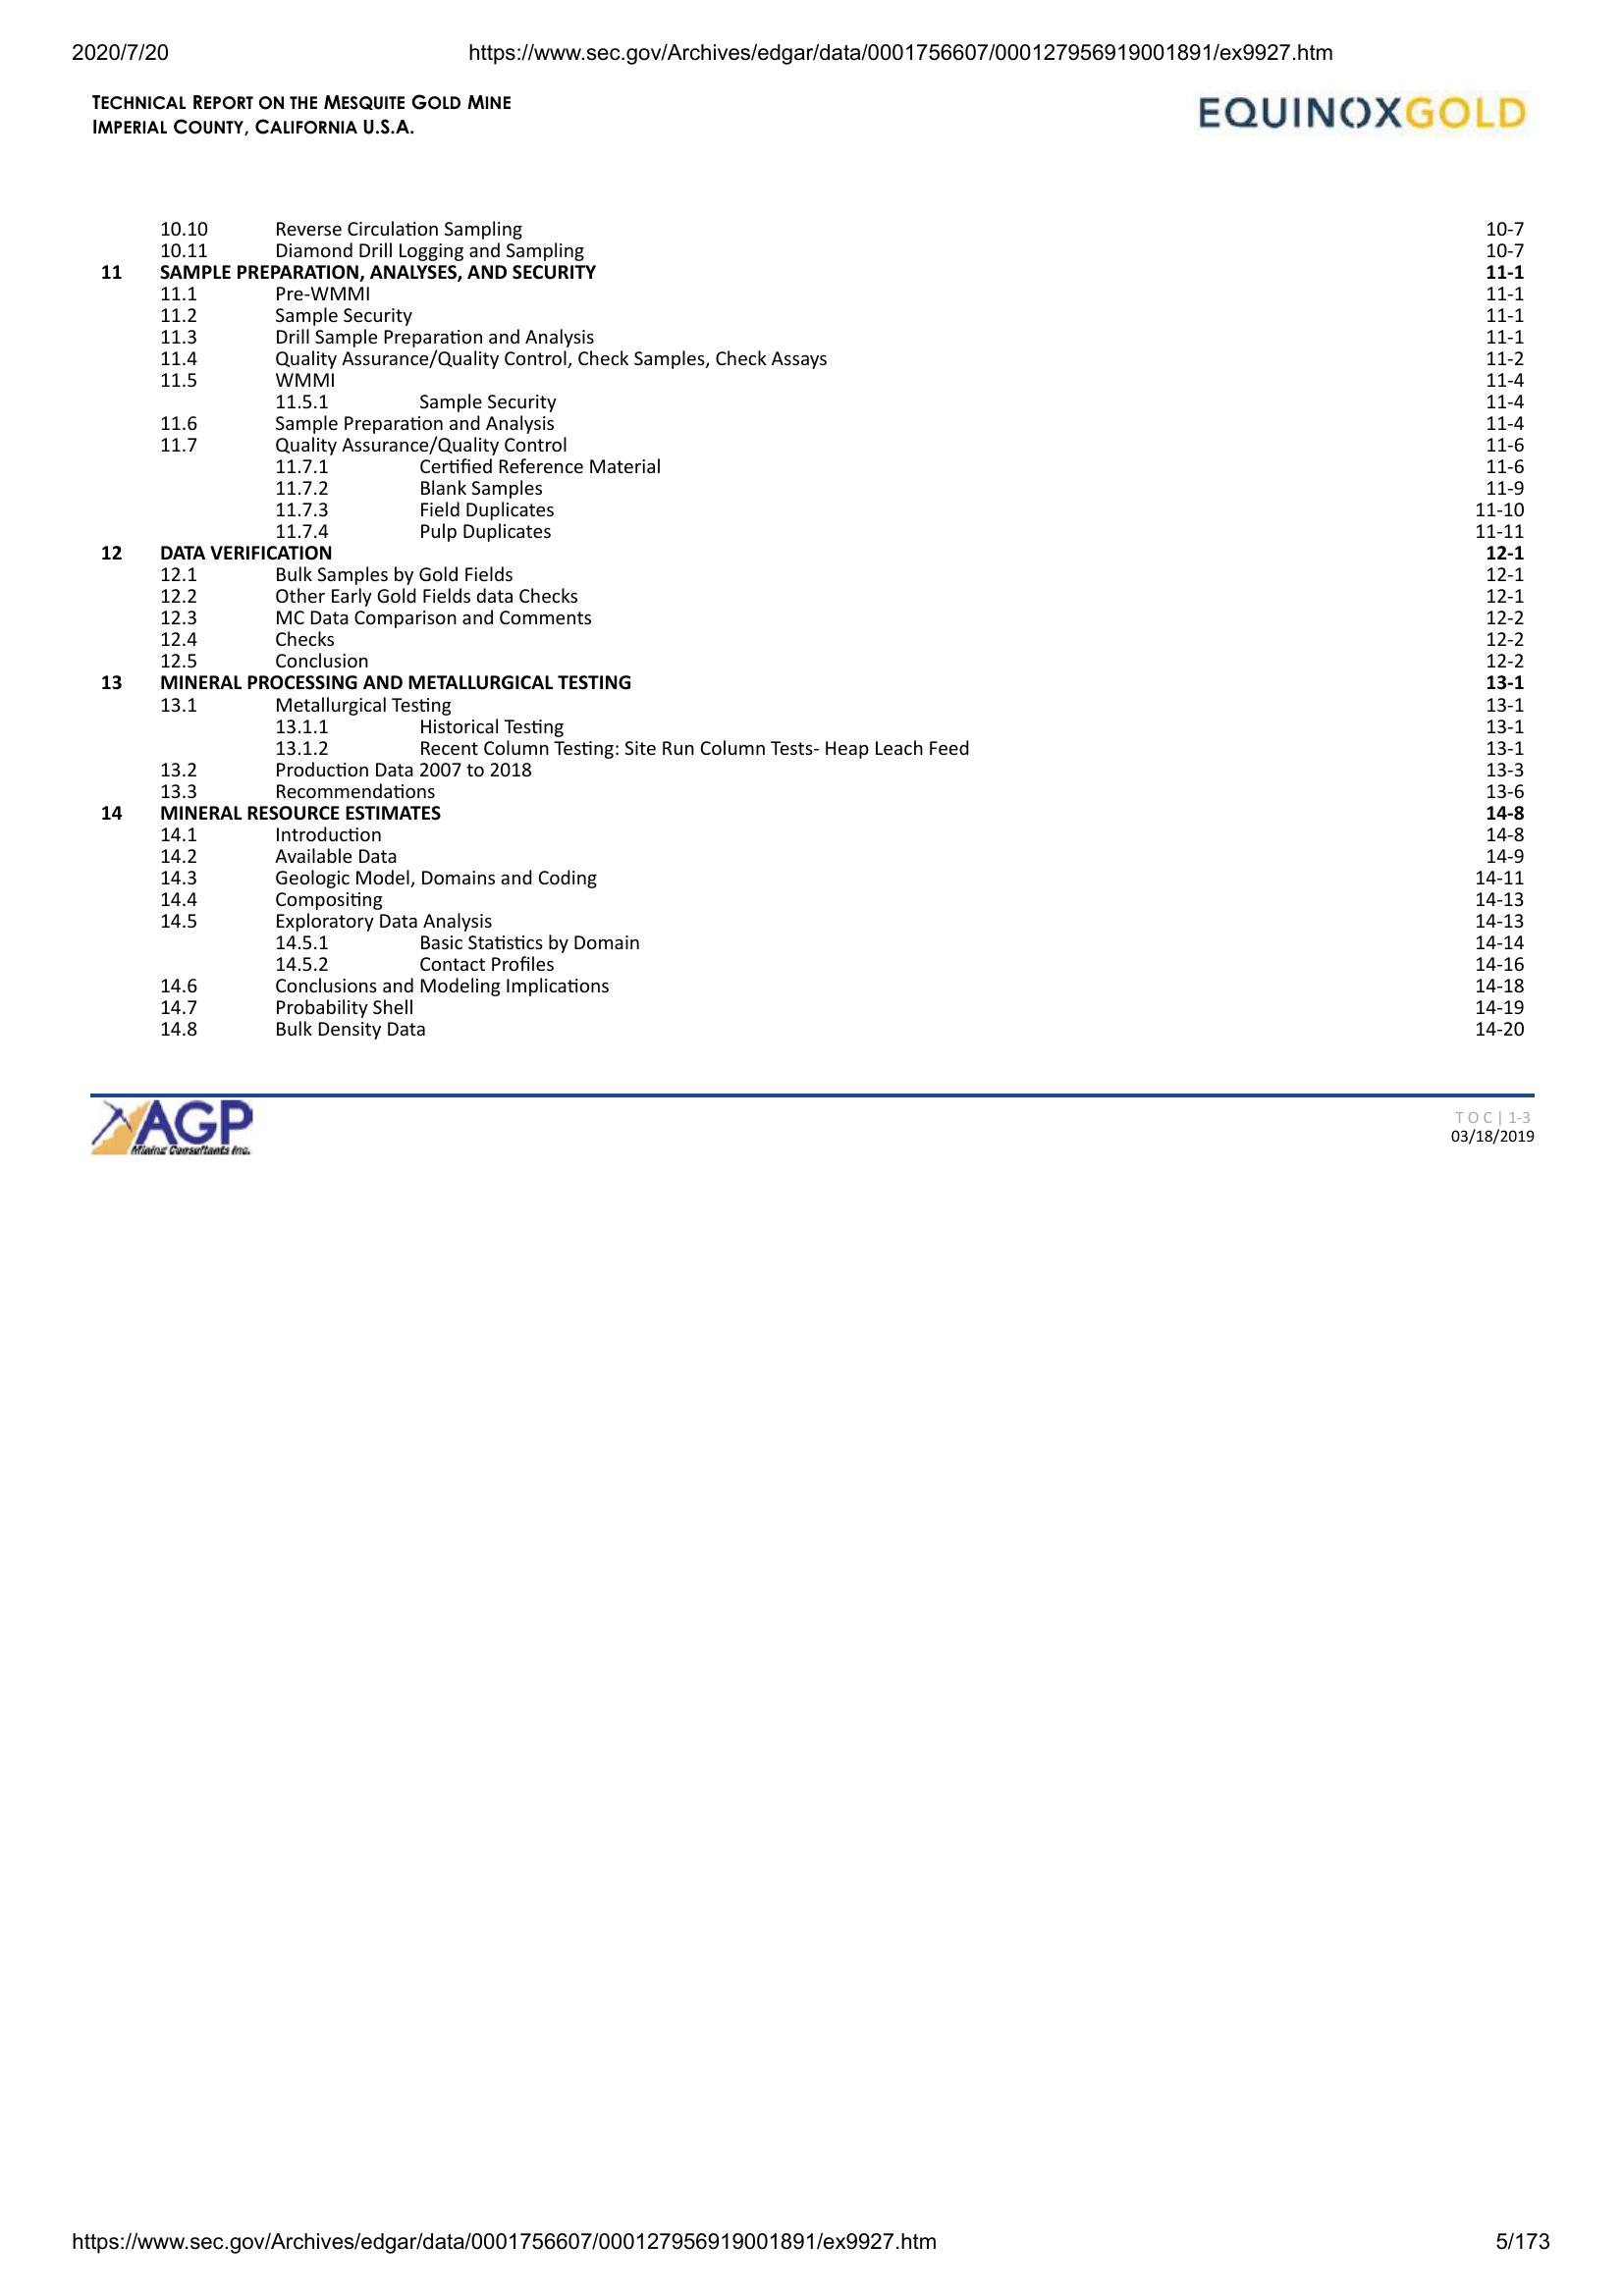 2020/7/20 https://www.sec.gov/Archives/edgar/data/0001756607/000127956919001891/ex9927.htm
TECHNICAL REPORT ON THE MESQUITE GOLD MINE
IMPERIAL COUNTY, CALIFORNIA U.S.A.
EQUINOXGOLD
10.10 Reverse Circulation Sampling 10-7
10.11 Diamond Drill Logging and Sampling 10-7
11 SAMPLE PREPARATION, ANALYSES, AND SECURITY 11-1
11.1 Pre-WMMI 11-1
11.2 Sample Security 11-1
11.3 Drill Sample Preparation and Analysis 11-1
11.4 Quality Assurance/Quality Control, Check Samples, Check Assays 11-2
11.5 WMMI 11-4
11.5.1 Sample Security 11-4
11.6 Sample Preparation and Analysis 11-4
11.7 Quality Assurance/Quality Control 11-6
11.7.1 Certified Reference Material 11-6
11.7.2 Blank Samples 11-9
11.7.3 Field Duplicates 11-10
11.7.4 Pulp Duplicates 11-11
12 DATA VERIFICATION 12-1
12.1 Bulk Samples by Gold Fields 12-1
12.2 Other Early Gold Fields data Checks 12-1
12.3 MC Data Comparison and Comments 12-2
12.4 Checks 12-2
12.5 Conclusion 12-2
13 MINERAL PROCESSING AND METALLURGICAL TESTING 13-1
13.1 Metallurgical Testing 13-1
13.1.1 Historical Testing 13-1
13.1.2 Recent Column Testing: Site Run Column Tests- Heap Leach Feed 13-1
13.2 Production Data 2007 to 2018 13-3
13.3 Recommendations 13-6
14 MINERAL RESOURCE ESTIMATES 14-8
14.1 Introduction 14-8
14.2 Available Data 14-9
14.3 Geologic Model, Domains and Coding 14-11
14.4 Compositing 14-13
14.5 Exploratory Data Analysis 14-13
14.5.1 Basic Statistics by Domain 14-14
14.5.2 Contact Profiles 14-16
14.6 Conclusions and Modeling Implications 14-18
14.7 Probability Shell 14-19
14.8 Bulk Density Data 14-20
AGP
Mining Consultants Inc.
T O C | 1-3
03/18/2019
https://www.sec.gov/Archives/edgar/data/0001756607/000127956919001891/ex9927.htm 5/173